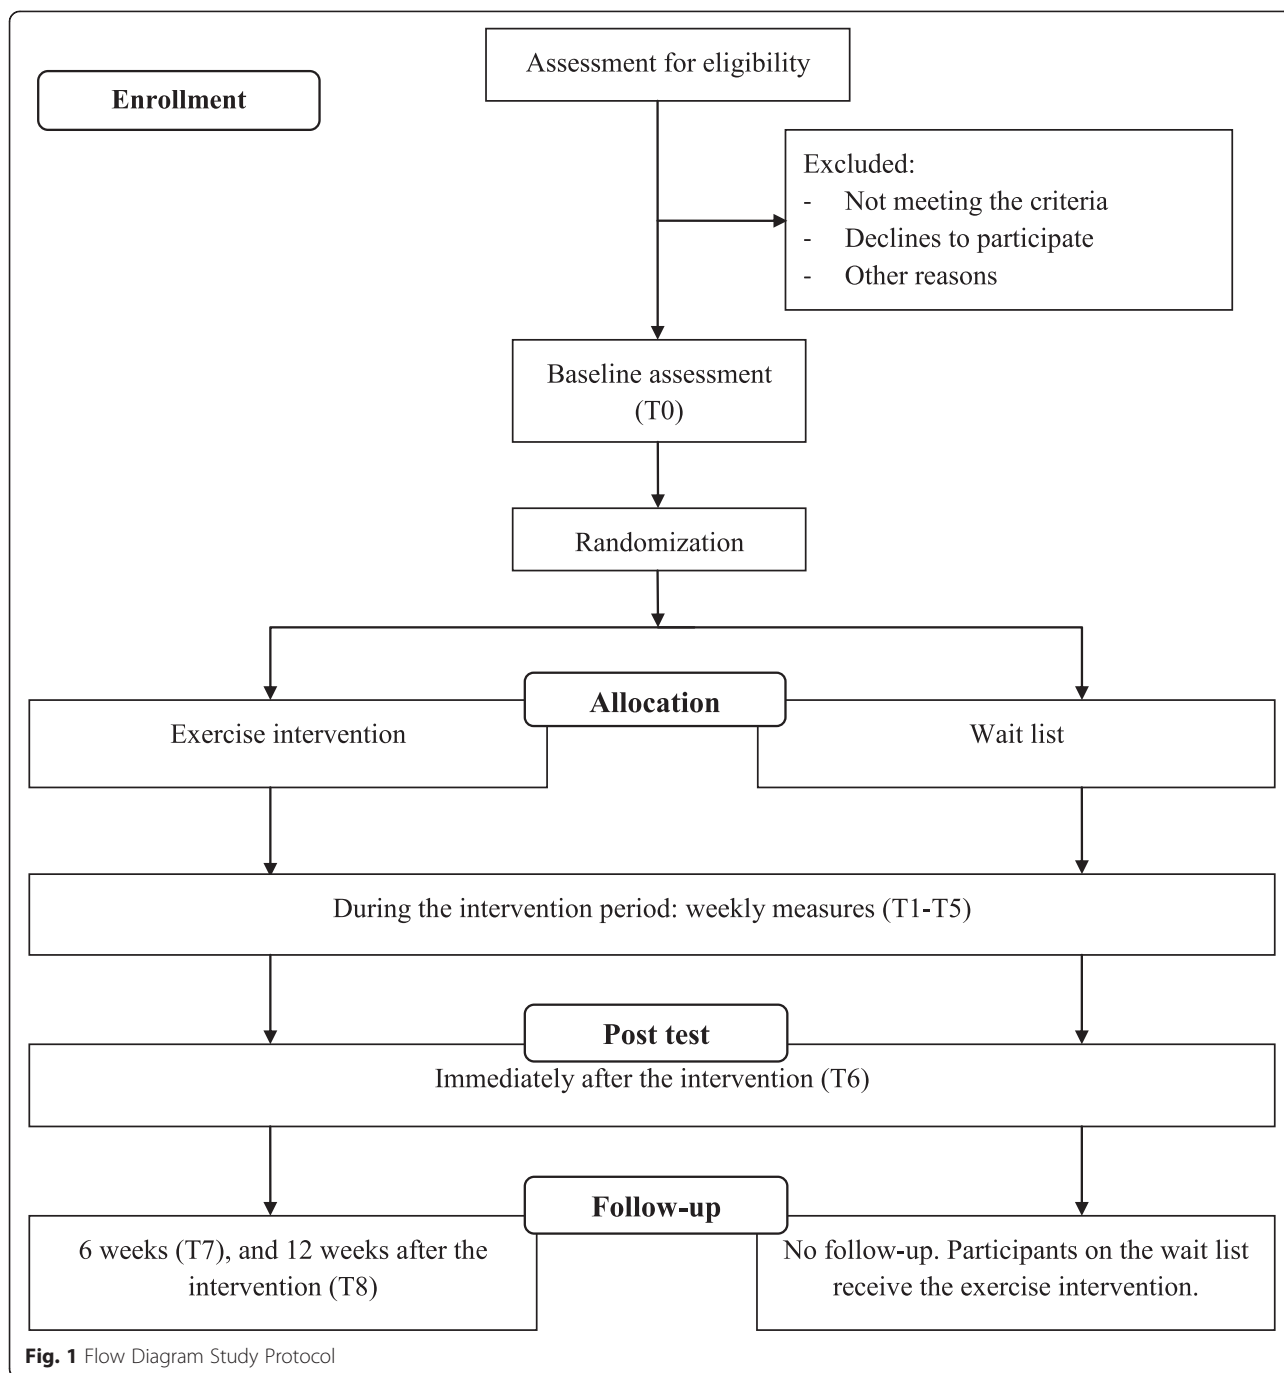 Assessment for eligibility
Enrollment
Excluded:
- Not meeting the criteria
- Declines to participate
- Other reasons
Baseline assessment
(T0)
Randomization
Allocation
Exercise intervention
Wait list
During the intervention period: weekly measures (T1-T5)
Post test
Immediately after the intervention (T6)
Follow-up
6 weeks (T7), and 12 weeks after the
intervention (T8)
No follow-up. Participants on the wait list
receive the exercise intervention.
Fig. 1 Flow Diagram Study Protocol